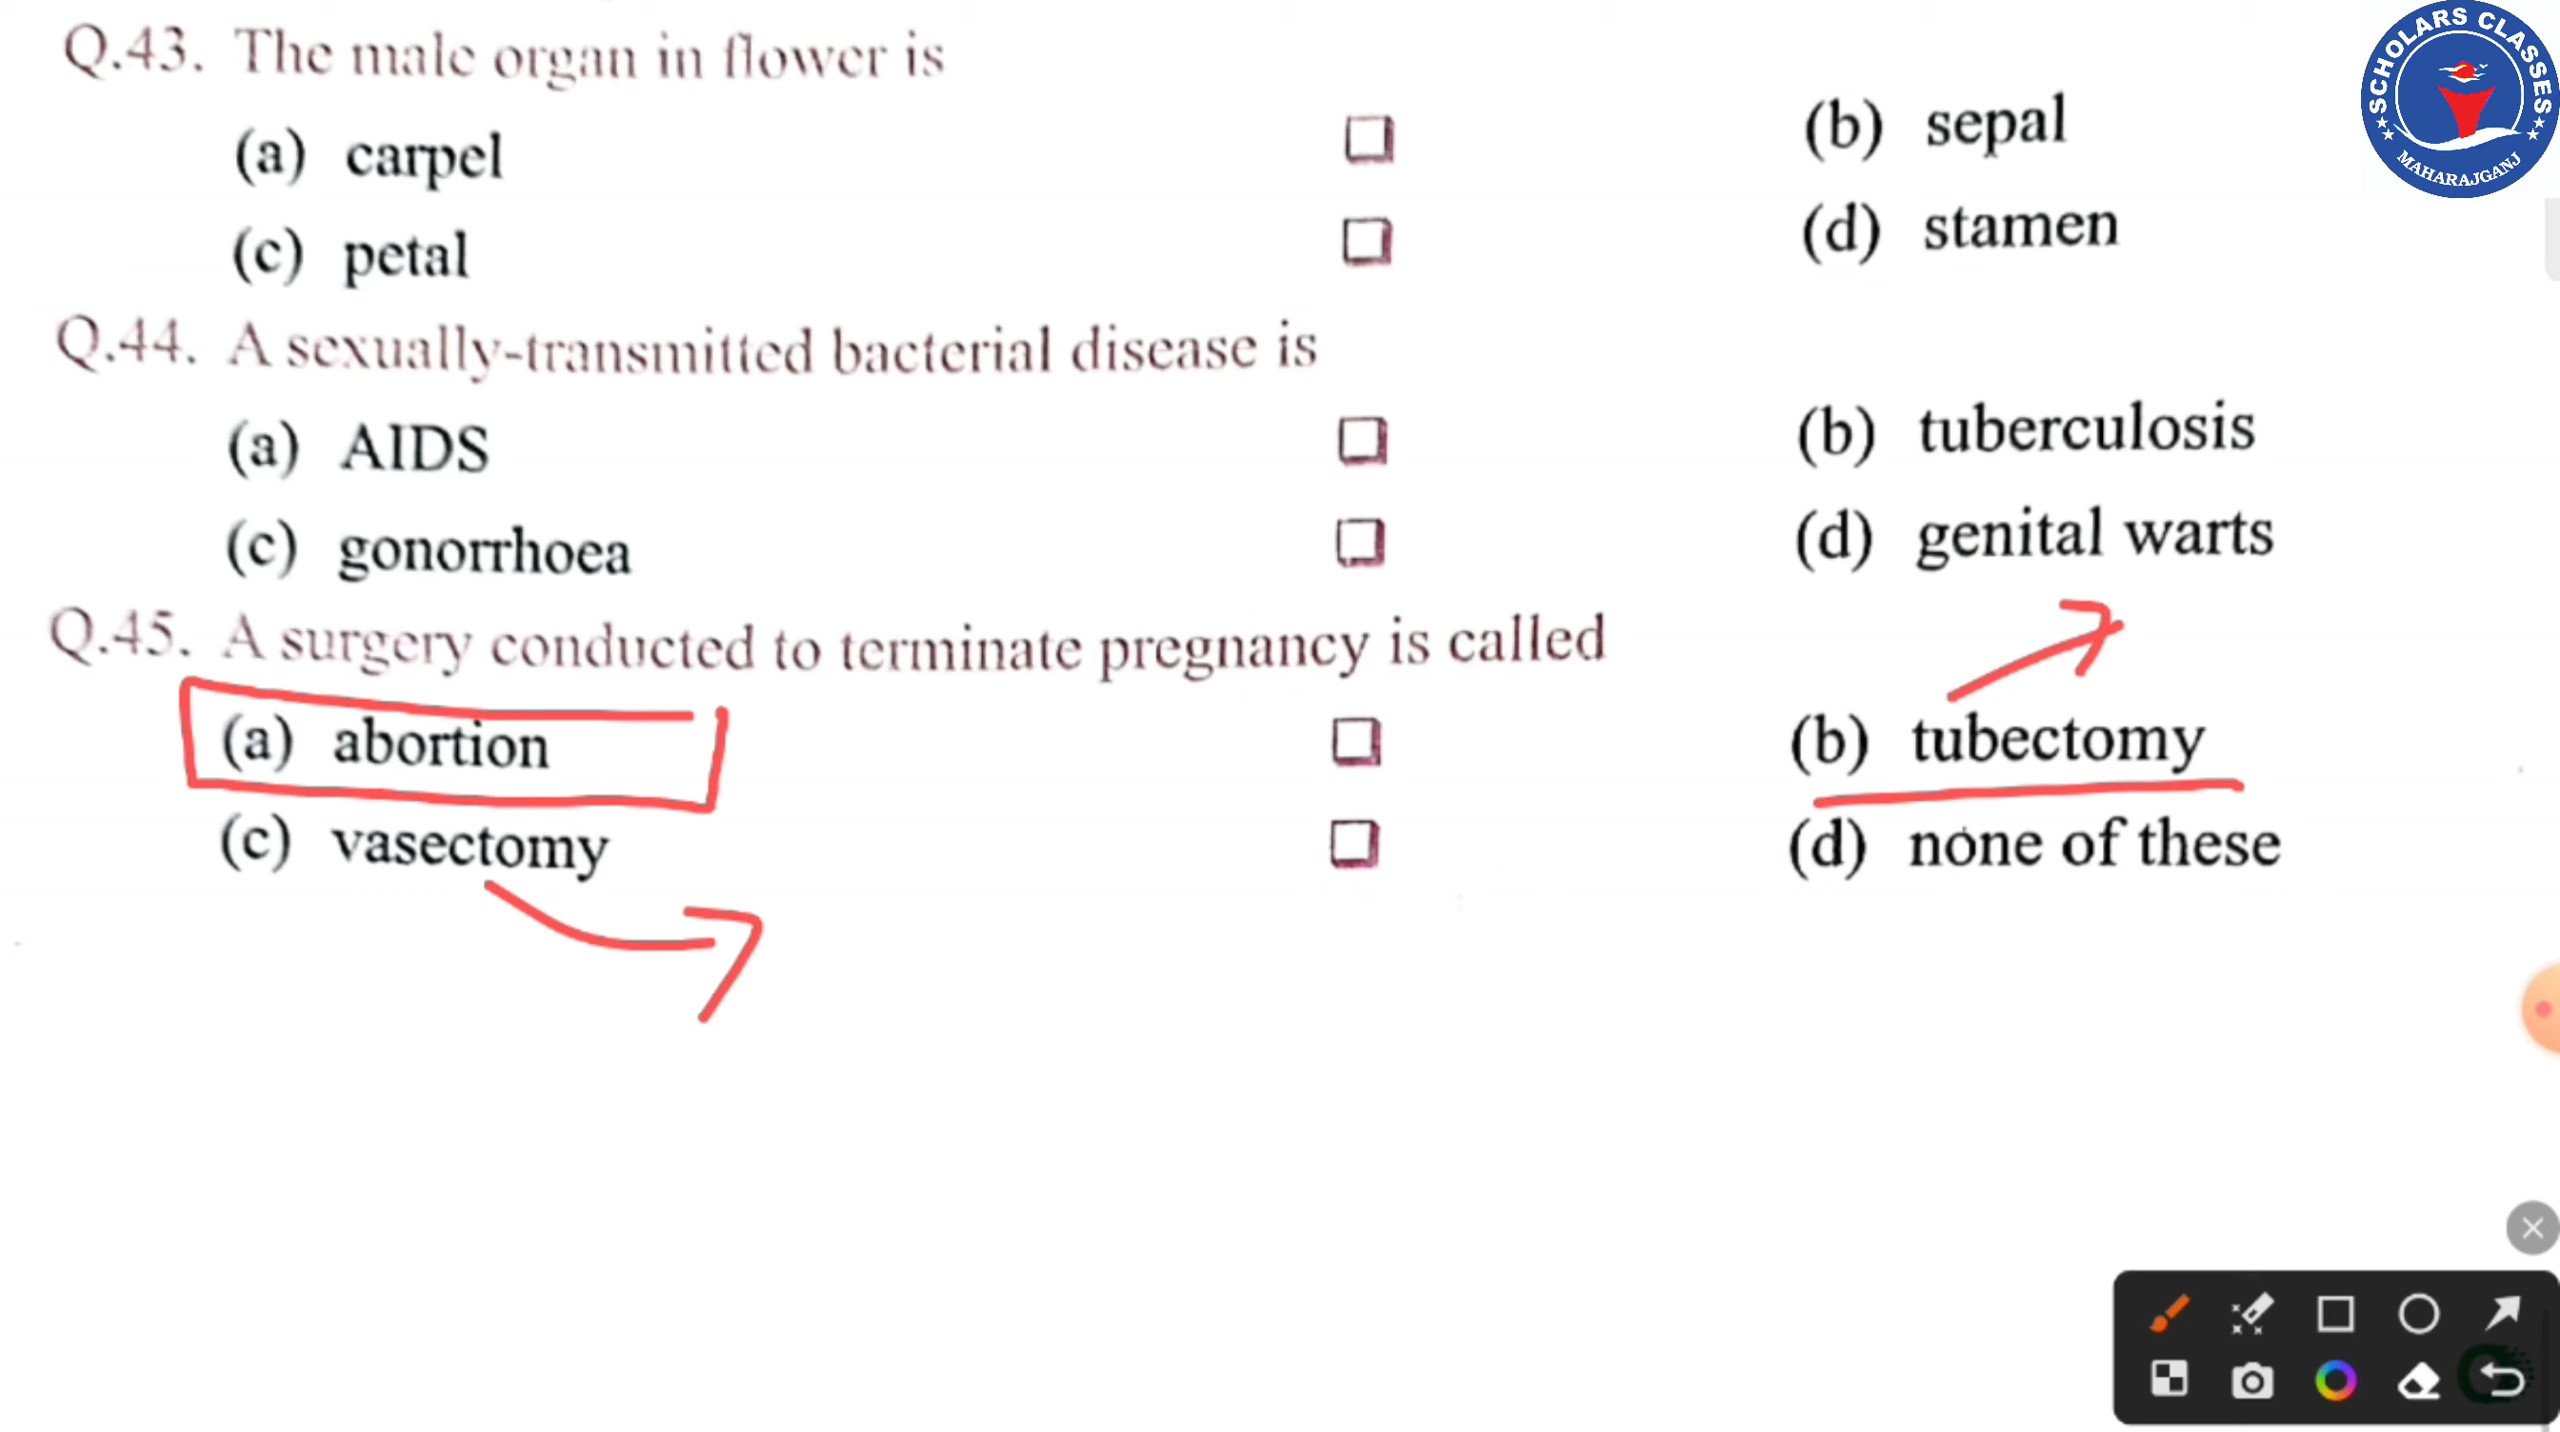 Q.43. The male organ in flower is
(a) carpel (b) sepal
(c) petal (d) stamen
Q.44. A sexually-transmitted bacterial disease is
(a) AIDS (b) tuberculosis
(c) gonorrhoea (d) genital warts
Q.45. A surgery conducted to terminate pregnancy is called
(a) abortion (b) tubectomy
(c) vasectomy (d) none of these
SCHOLARS CLASSES
MAHARAJGANJ